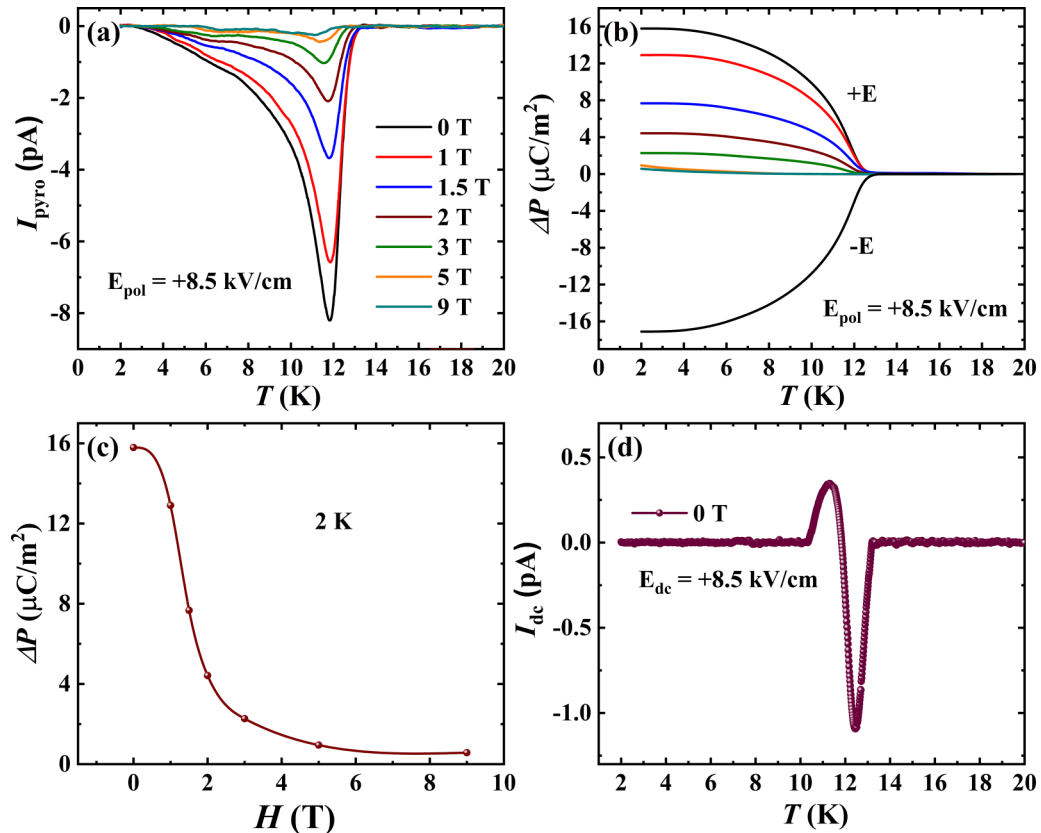 (a)
0
-2
-4
-6
-8
I_pyro (pA)
0 T
1 T
1.5 T
2 T
3 T
5 T
9 T
E_pol = +8.5 kV/cm
0 2 4 6 8 10 12 14 16 18 20
T (K)
(b)
16
12
8
4
0
-4
-8
-12
-16
ΔP (μC/m²)
+E
-E
E_pol = +8.5 kV/cm
0 2 4 6 8 10 12 14 16 18 20
T (K)
(c)
16
12
8
4
0
ΔP (μC/m²)
2 K
0 2 4 6 8 10
H (T)
(d)
0.5
0.0
-0.5
-1.0
I_dc (pA)
0 T
E_dc = +8.5 kV/cm
2 4 6 8 10 12 14 16 18 20
T (K)